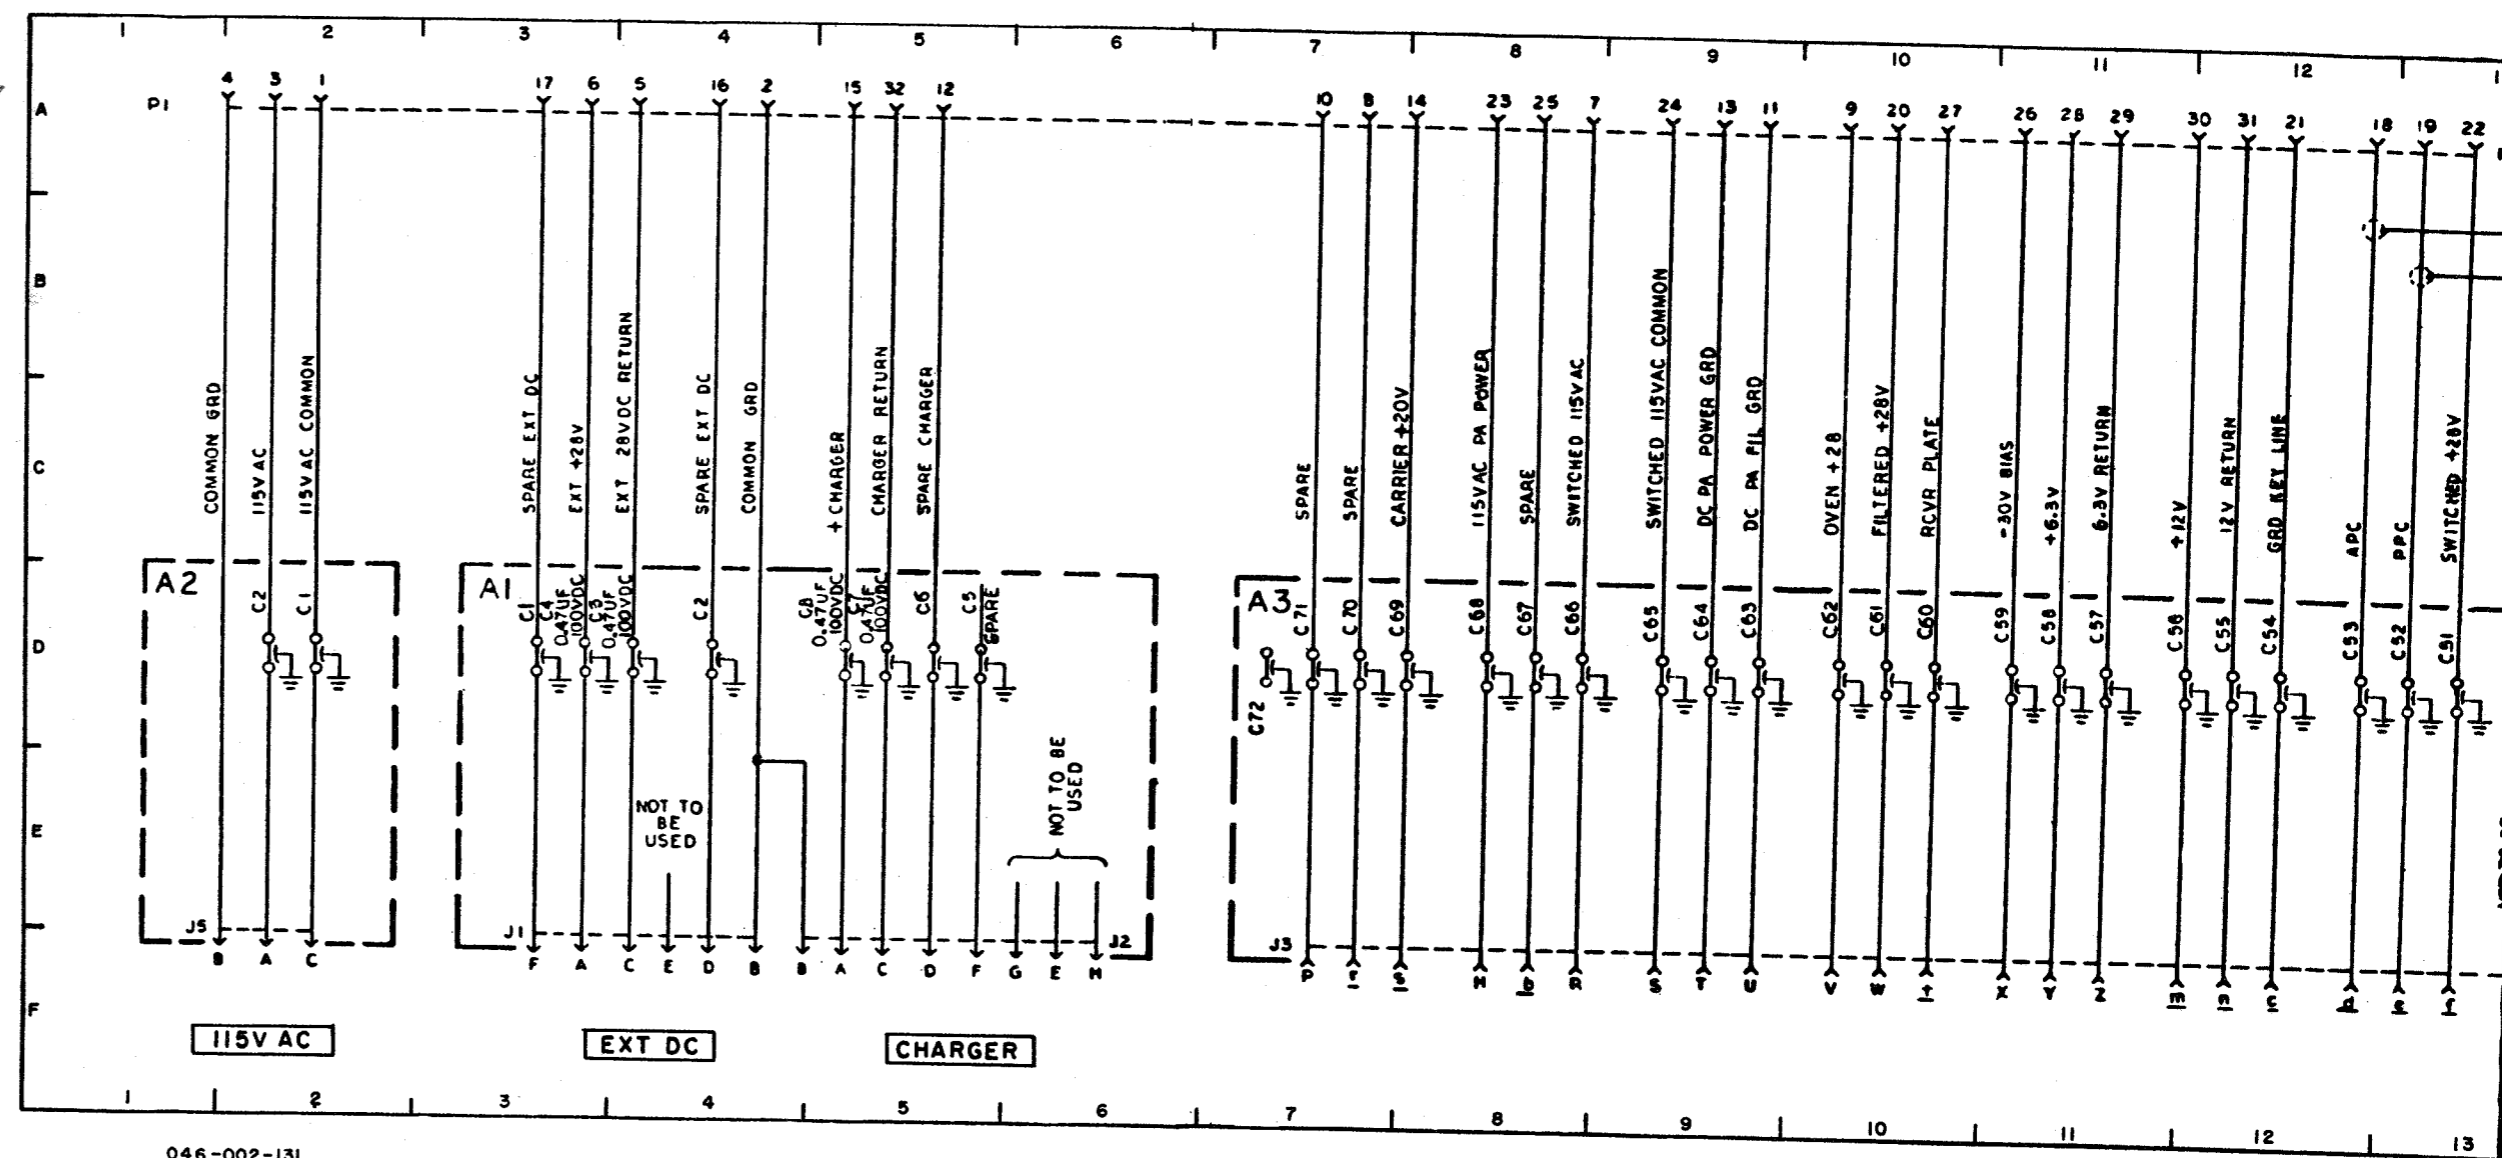 1 2 3 4 5 6 7 8 9 10 11 12
A
B
C
D
E
F
P1
4 3 1 17 6 5 16 2 15 32 12 10 8 14 23 25 7 24 13 11 9 20 27 26 28 29 30 31 21 18 19 22
COMMON GRD
115V AC
115V AC COMMON
SPARE EXT DC
EXT +28V
EXT 28VDC RETURN
SPARE EXT DC
COMMON GRD
+ CHARGER
CHARGER RETURN
SPARE CHARGER
SPARE
SPARE
CARRIER +20V
115VAC PA POWER
SPARE
SWITCHED 115VAC
SWITCHED 115VAC COMMON
DC PA POWER GRD
DC PA FIL GRD
OVEN +28
FILTERED +28V
RCVR PLATE
-30V BIAS
+6.3V
6.3V RETURN
+12V
12V RETURN
GRD KEY LINE
APC
PPC
SWITCHED +28V
A2
C2
C1
A1
C1
C4
0.47UF
100VDC
C3
0.47UF
100VDC
C2
C8
0.47UF
100VDC
C7
0.47UF
100VDC
C6
C5
SPARE
A3
C72
C71
C70
C69
C68
C67
C66
C65
C64
C63
C62
C61
C60
C59
C58
C57
C56
C55
C54
C53
C52
C51
NOT TO
BE
USED
NOT TO BE
USED
J5
B A C
J1
F A C E D B
B A C D F G E H
J2
J3
P
R S T U V W
X Y Z
115V AC
EXT DC
CHARGER
1 2 3 4 5 6 7 8 9 10 11 12 13
046-002-131